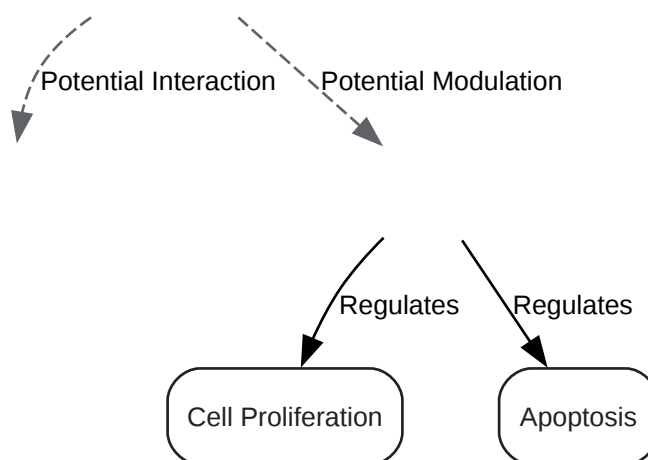 Potential Interaction
Potential Modulation
Regulates
Regulates
Cell Proliferation
Apoptosis